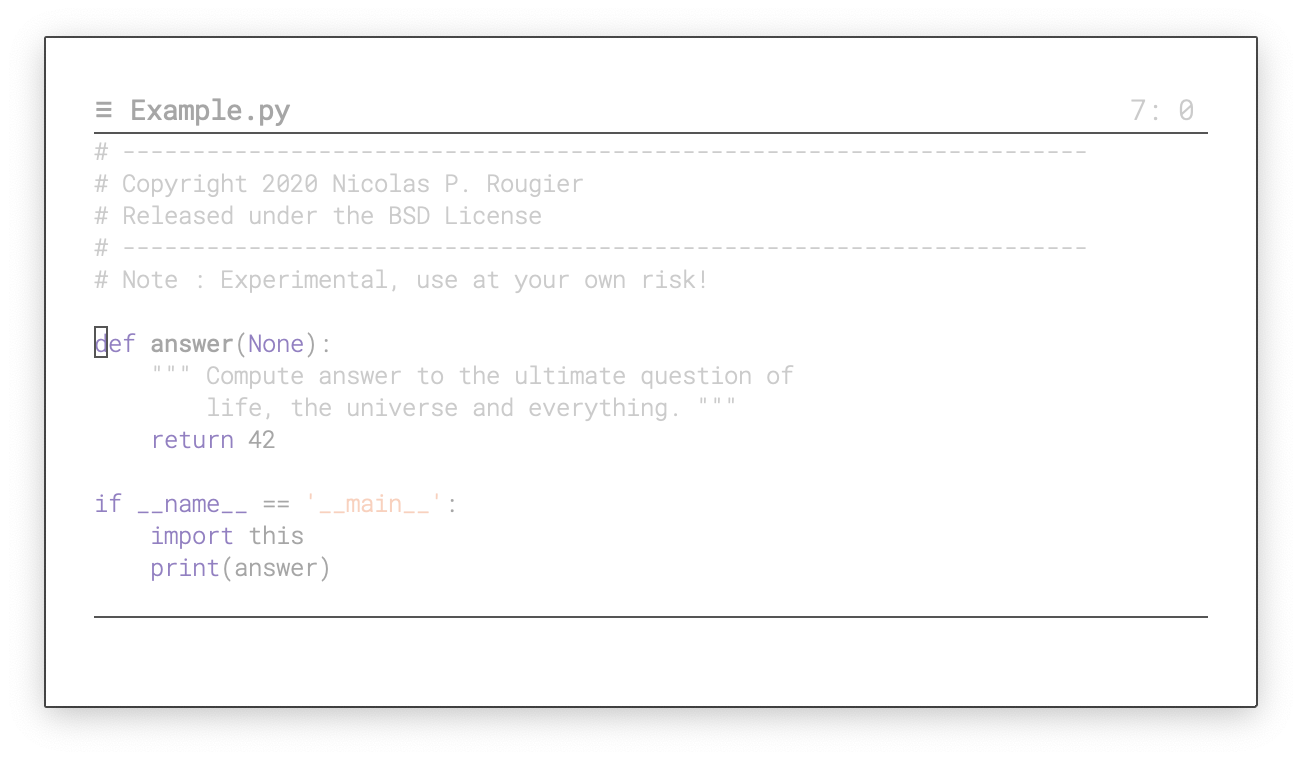 ≡ Example.py 7: 0
# ---------------------------------------------------------------------
# Copyright 2020 Nicolas P. Rougier
# Released under the BSD License
# ---------------------------------------------------------------------
# Note : Experimental, use at your own risk!
def answer(None):
    """ Compute answer to the ultimate question of
        life, the universe and everything. """
    return 42
if __name__ == '__main__':
    import this
    print(answer)